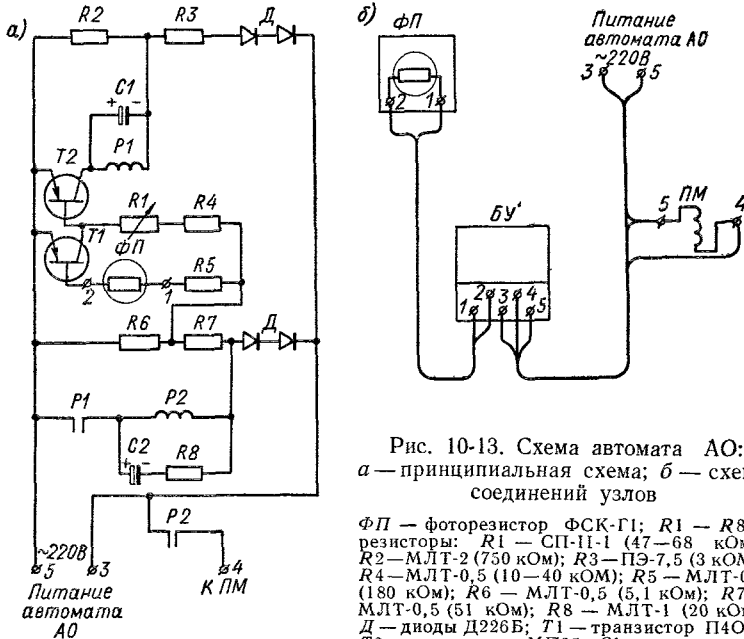 а)
R2
R3
Д
C1
+
-
P1
T2
R1
R4
ФП
T1
2
1
R5
R6
R7
Д
P1
P2
C2
+
-
R8
P2
~220В
5
3
4
Питание
автомата
АО
К ПМ
б)
ФП
2
1
Питание
автомата АО
~220В
3
5
ПМ
5
4
БУ
1
2
3
4
5
Рис. 10-13. Схема автомата АО:
а — принципиальная схема; б — схем
соединений узлов
ФП — фоторезистор ФСК-Г1; R1 — R8
резисторы: R1 — СП-II-1 (47—68 кОм
R2—МЛТ-2 (750 кОм); R3—ПЭ-7,5 (3 кОМ
R4—МЛТ-0,5 (10—40 кОМ); R5 — МЛТ-0
(180 кОм); R6 — МЛТ-0,5 (5,1 кОм); R7
МЛТ-0,5 (51 кОм); R8 — МЛТ-1 (20 кОм
Д — диоды Д226Б; T1 — транзистор П4О